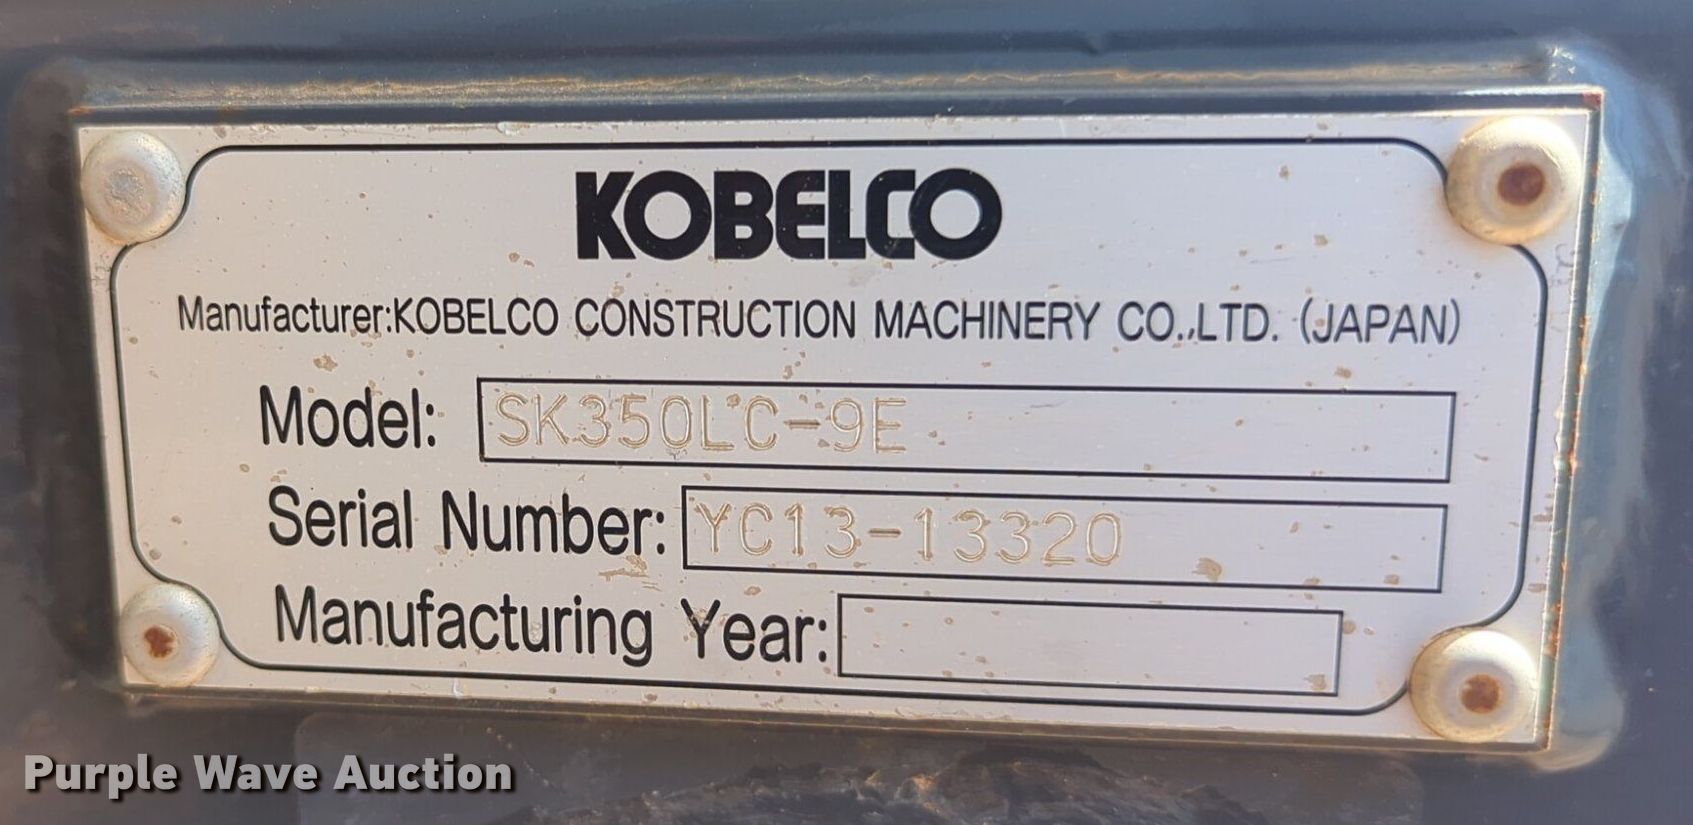 KOBELCO
Manufacturer:KOBELCO CONSTRUCTION MACHINERY CO.,LTD. (JAPAN)
Model: SK350LC-9E
Serial Number: YC13-13320
Manufacturing Year:
Purple Wave Auction